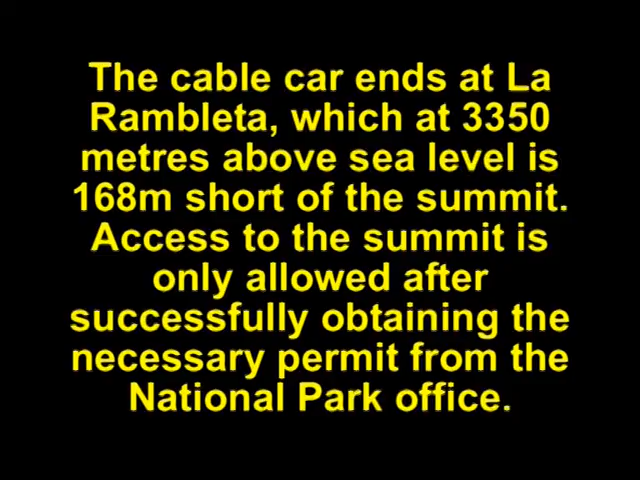 The cable car ends at La
Rambleta, which at 3350
metres above sea level is
168m short of the summit.
Access to the summit is
only allowed after
successfully obtaining the
necessary permit from the
National Park office.